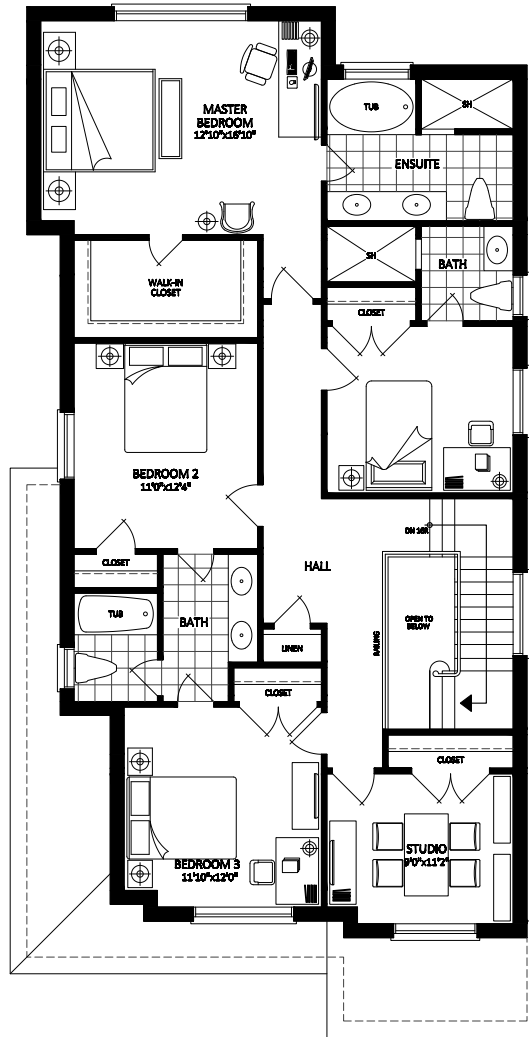 MASTER
BEDROOM
12'10"x16'10"
TUB
SH
ENSUITE
SH
BATH
WALK-IN
CLOSET
CLOSET
BEDROOM 2
11'0"x12'4"
DN 16R
CLOSET
HALL
TUB
BATH
OPEN TO
BELOW
RAILING
LINEN
CLOSET
CLOSET
BEDROOM 3
11'10"x12'0"
STUDIO
9'0"x11'2"